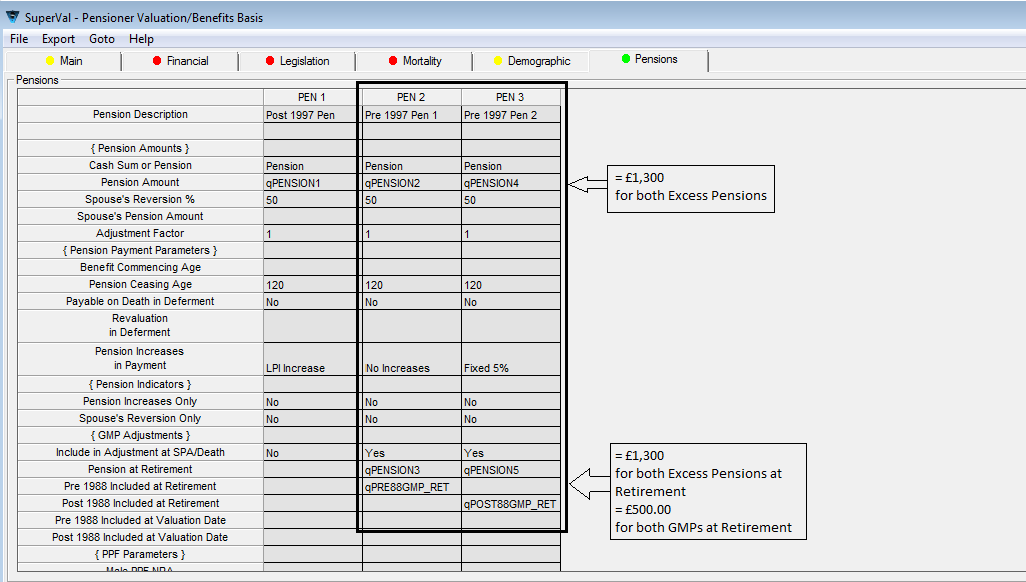 SuperVal - Pensioner Valuation/Benefits Basis
File Export Goto Help
Main Financial Legislation Mortality Demographic Pensions
Pensions
PEN 1 PEN 2 PEN 3
Pension Description Post 1997 Pen Pre 1997 Pen 1 Pre 1997 Pen 2
{ Pension Amounts }
Cash Sum or Pension Pension Pension Pension
Pension Amount qPENSION1 qPENSION2 qPENSION4
= £1,300
for both Excess Pensions
Spouse's Reversion % 50 50 50
Spouse's Pension Amount
Adjustment Factor 1 1 1
{ Pension Payment Parameters }
Benefit Commencing Age
Pension Ceasing Age 120 120 120
Payable on Death in Deferment No No No
Revaluation
in Deferment
Pension Increases
in Payment LPI Increase No Increases Fixed 5%
{ Pension Indicators }
Pension Increases Only No No No
Spouse's Reversion Only No No No
{ GMP Adjustments }
Include in Adjustment at SPA/Death No Yes Yes
Pension at Retirement qPENSION3 qPENSION5
Pre 1988 Included at Retirement qPRE88GMP_RET
Post 1988 Included at Retirement qPOST88GMP_RET
= £1,300
for both Excess Pensions at
Retirement
= £500.00
for both GMPs at Retirement
Pre 1988 Included at Valuation Date
Post 1988 Included at Valuation Date
{ PPF Parameters }
Male PPF NRA